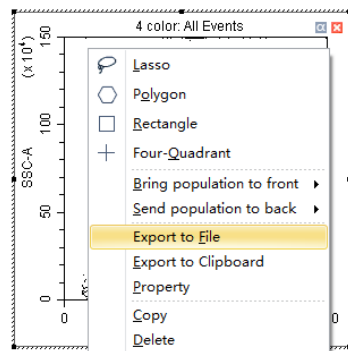 4 color: All Events
(x 10⁴)
150
100
50
0
SSC-A
Lasso
Polygon
Rectangle
Four-Quadrant
Bring population to front
Send population to back
Export to File
Export to Clipboard
Property
Copy
Delete
0
0